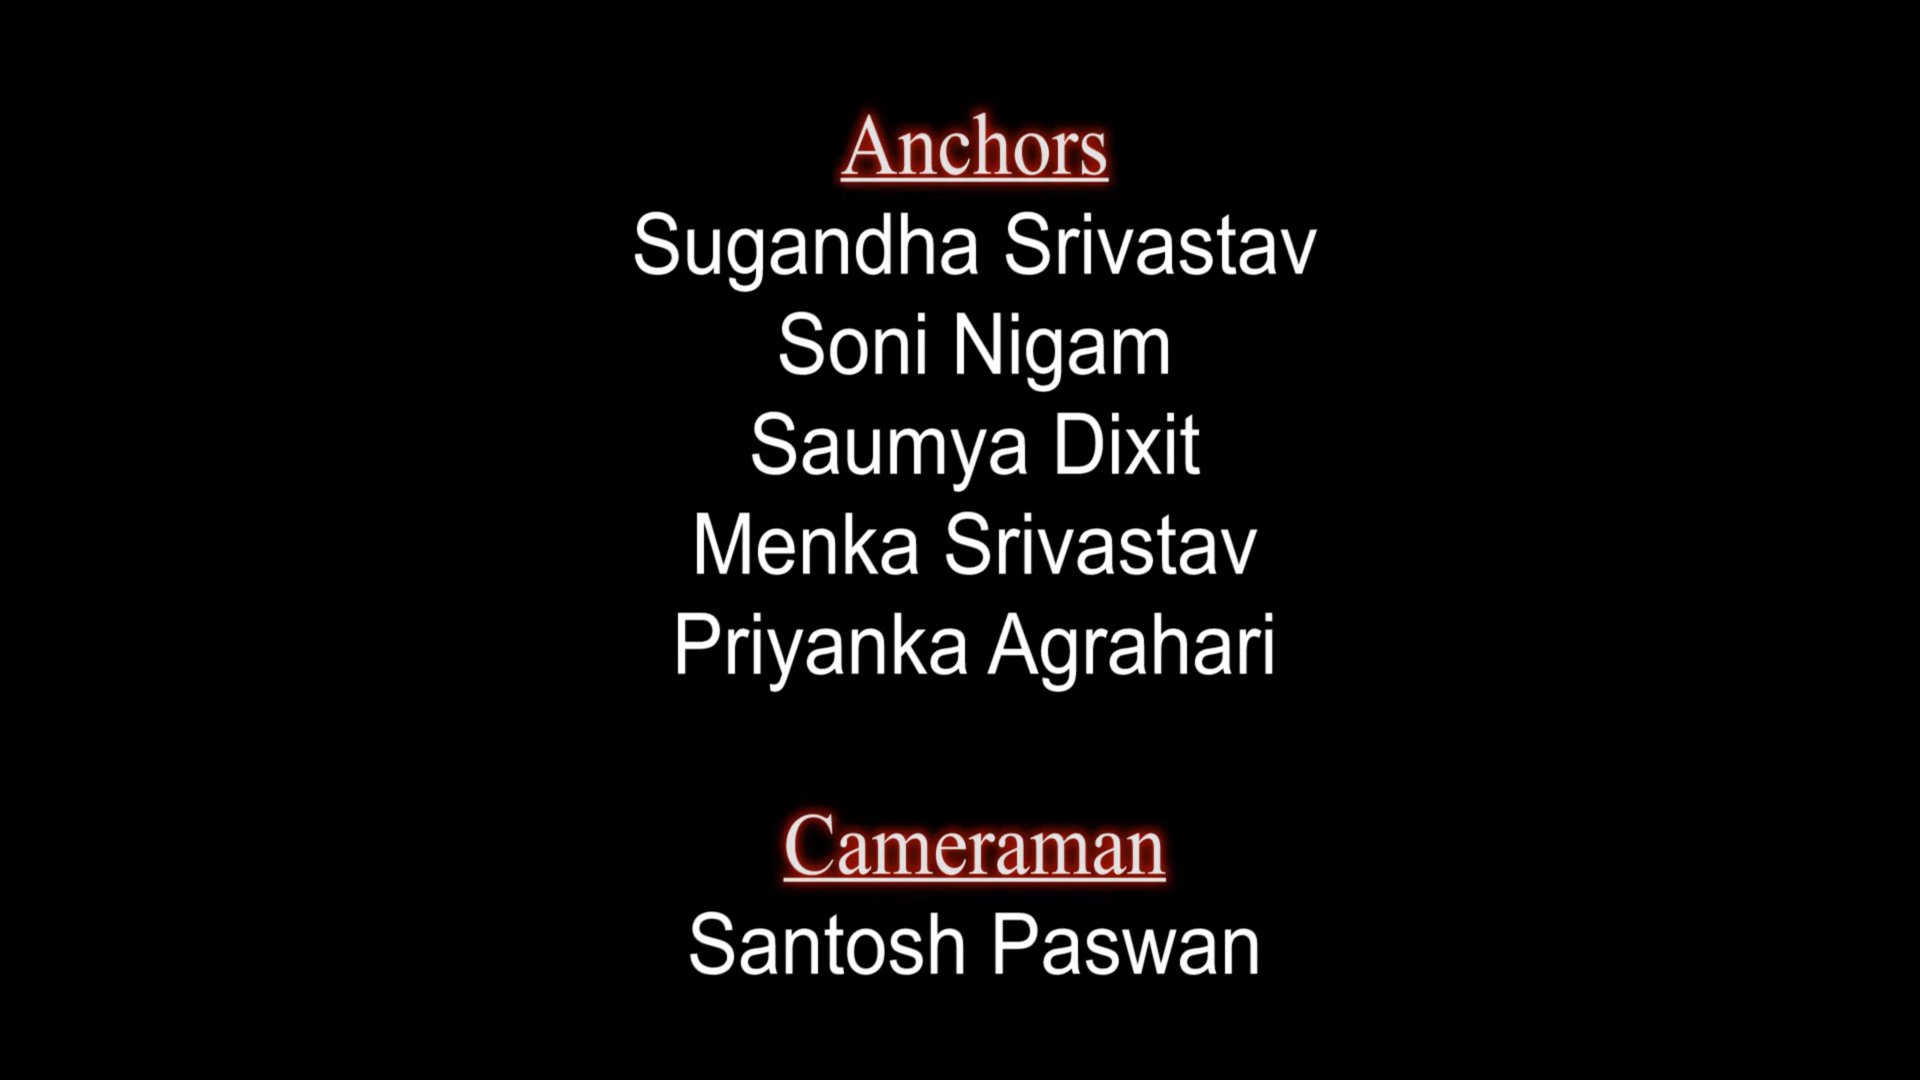 Anchors
Sugandha Srivastav
Soni Nigam
Saumya Dixit
Menka Srivastav
Priyanka Agrahari
Cameraman
Santosh Paswan